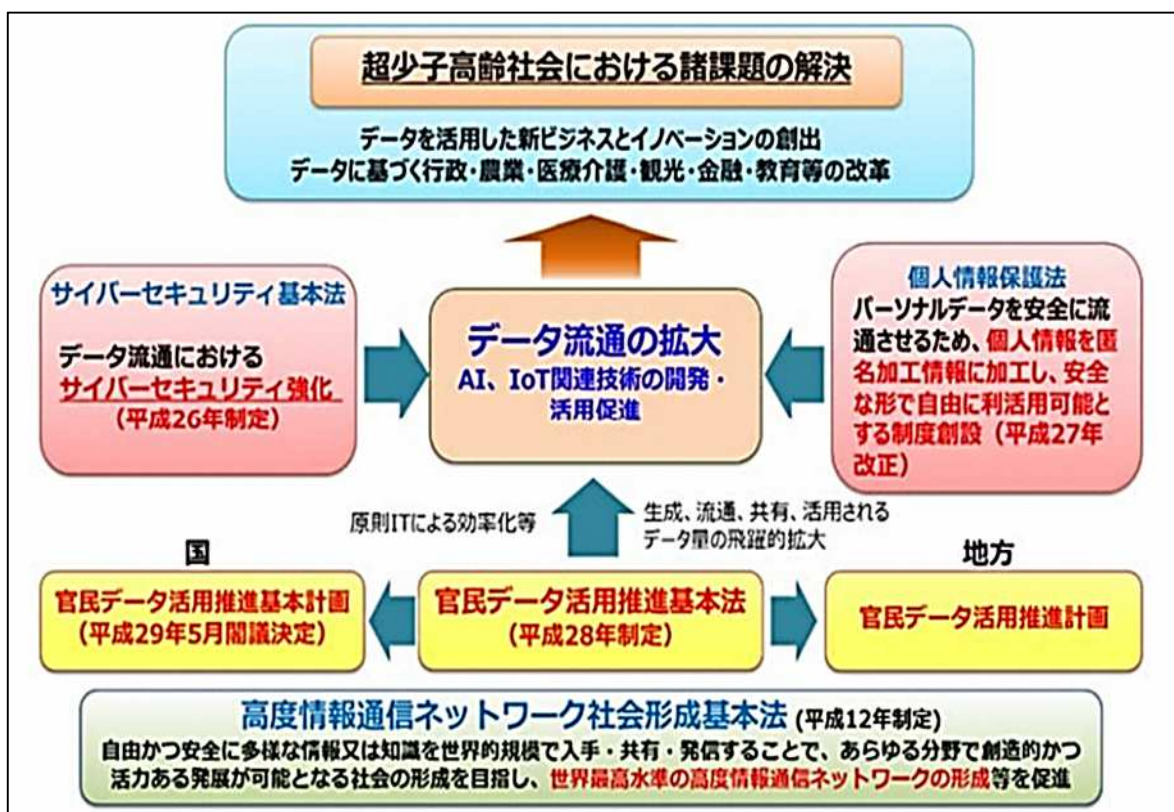 超少子高齢社会における諸課題の解決
データを活用した新ビジネスとイノベーションの創出
データに基づく行政・農業・医療介護・観光・金融・教育等の改革
サイバーセキュリティ基本法
データ流通における
サイバーセキュリティ強化
(平成26年制定)
データ流通の拡大
AI、IoT関連技術の開発・
活用促進
個人情報保護法
パーソナルデータを安全に流
通させるため、個人情報を匿
名加工情報に加工し、安全
な形で自由に利活用可能と
する制度創設（平成27年
改正）
原則ITによる効率化等
生成、流通、共有、活用される
データ量の飛躍的拡大
国
地方
官民データ活用推進基本計画
(平成29年5月閣議決定)
官民データ活用推進基本法
(平成28年制定)
官民データ活用推進計画
高度情報通信ネットワーク社会形成基本法 (平成12年制定)
自由かつ安全に多様な情報又は知識を世界的規模で入手・共有・発信することで、あらゆる分野で創造的かつ
活力ある発展が可能となる社会の形成を目指し、世界最高水準の高度情報通信ネットワークの形成等を促進